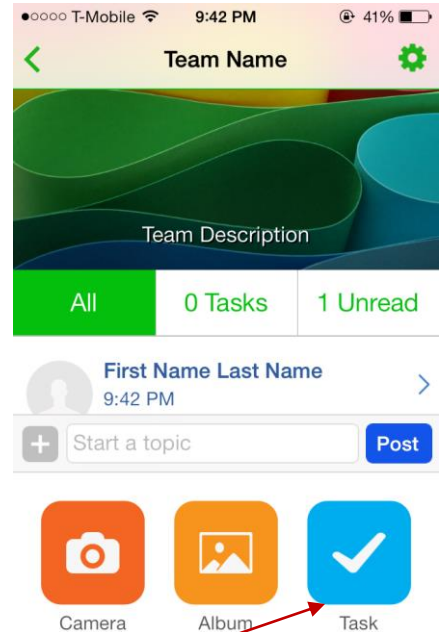 T-Mobile 9:42 PM 41%
Team Name
Team Description
All 0 Tasks 1 Unread
First Name Last Name
9:42 PM
Start a topic Post
Camera Album Task